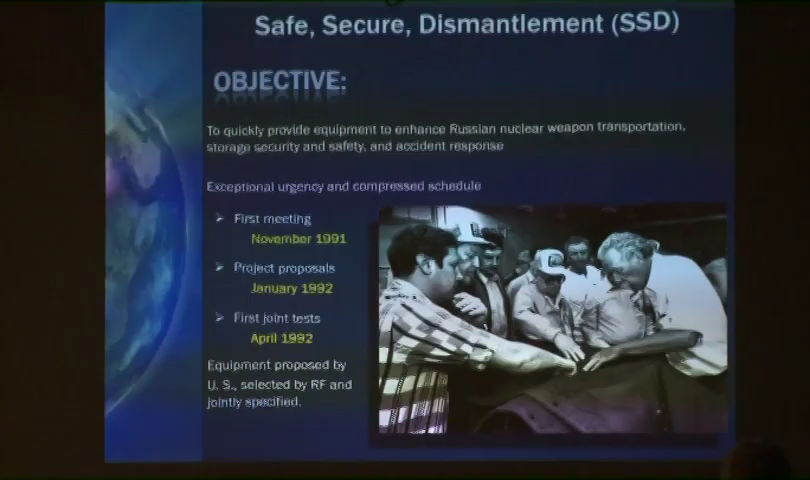 Safe, Secure, Dismantlement (SSD)
OBJECTIVE:
To quickly provide equipment to enhance Russian nuclear weapon transportation,
storage security and safety, and accident response
Exceptional urgency and compressed schedule
➢ First meeting
November 1991
➢ Project proposals
January 1992
➢ First joint tests
April 1992
Equipment proposed by
U. S., selected by RF and
jointly specified.